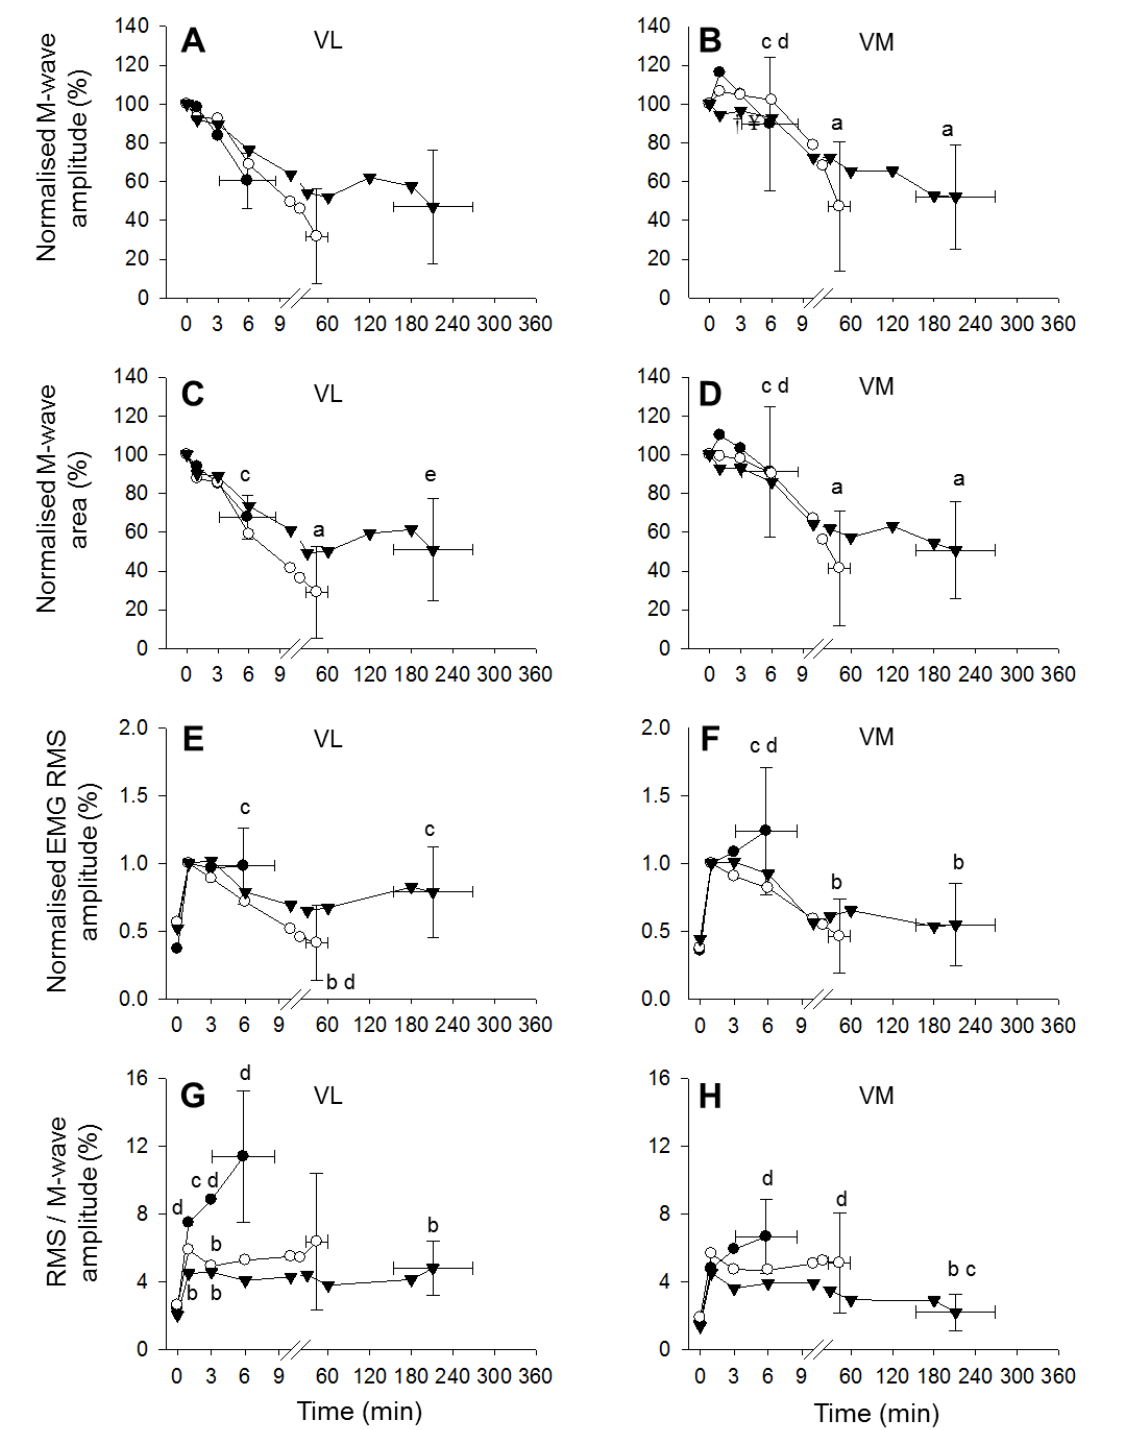 A VL
Normalised M-wave
amplitude (%)
140
120
100
80
60
40
20
0
0 3 6 9 60 120 180 240 300 360
B c d VM
140
120
100
80
60
40
20
0
† ¥ a a
0 3 6 9 60 120 180 240 300 360
C VL
Normalised M-wave
area (%)
140
120
100
80
60
40
20
0
c e
a
0 3 6 9 60 120 180 240 300 360
D c d VM
140
120
100
80
60
40
20
0
a a
0 3 6 9 60 120 180 240 300 360
E VL
Normalised EMG RMS
amplitude (%)
2.0
1.5
1.0
0.5
0.0
c c
b d
0 3 6 9 60 120 180 240 300 360
F c d VM
2.0
1.5
1.0
0.5
0.0
b b
0 3 6 9 60 120 180 240 300 360
G d VL
RMS / M-wave
amplitude (%)
16
12
8
4
0
c d
d
b b
b b
0 3 6 9 60 120 180 240 300 360
Time (min)
H VM
16
12
8
4
0
d d
b c
0 3 6 9 60 120 180 240 300 360
Time (min)